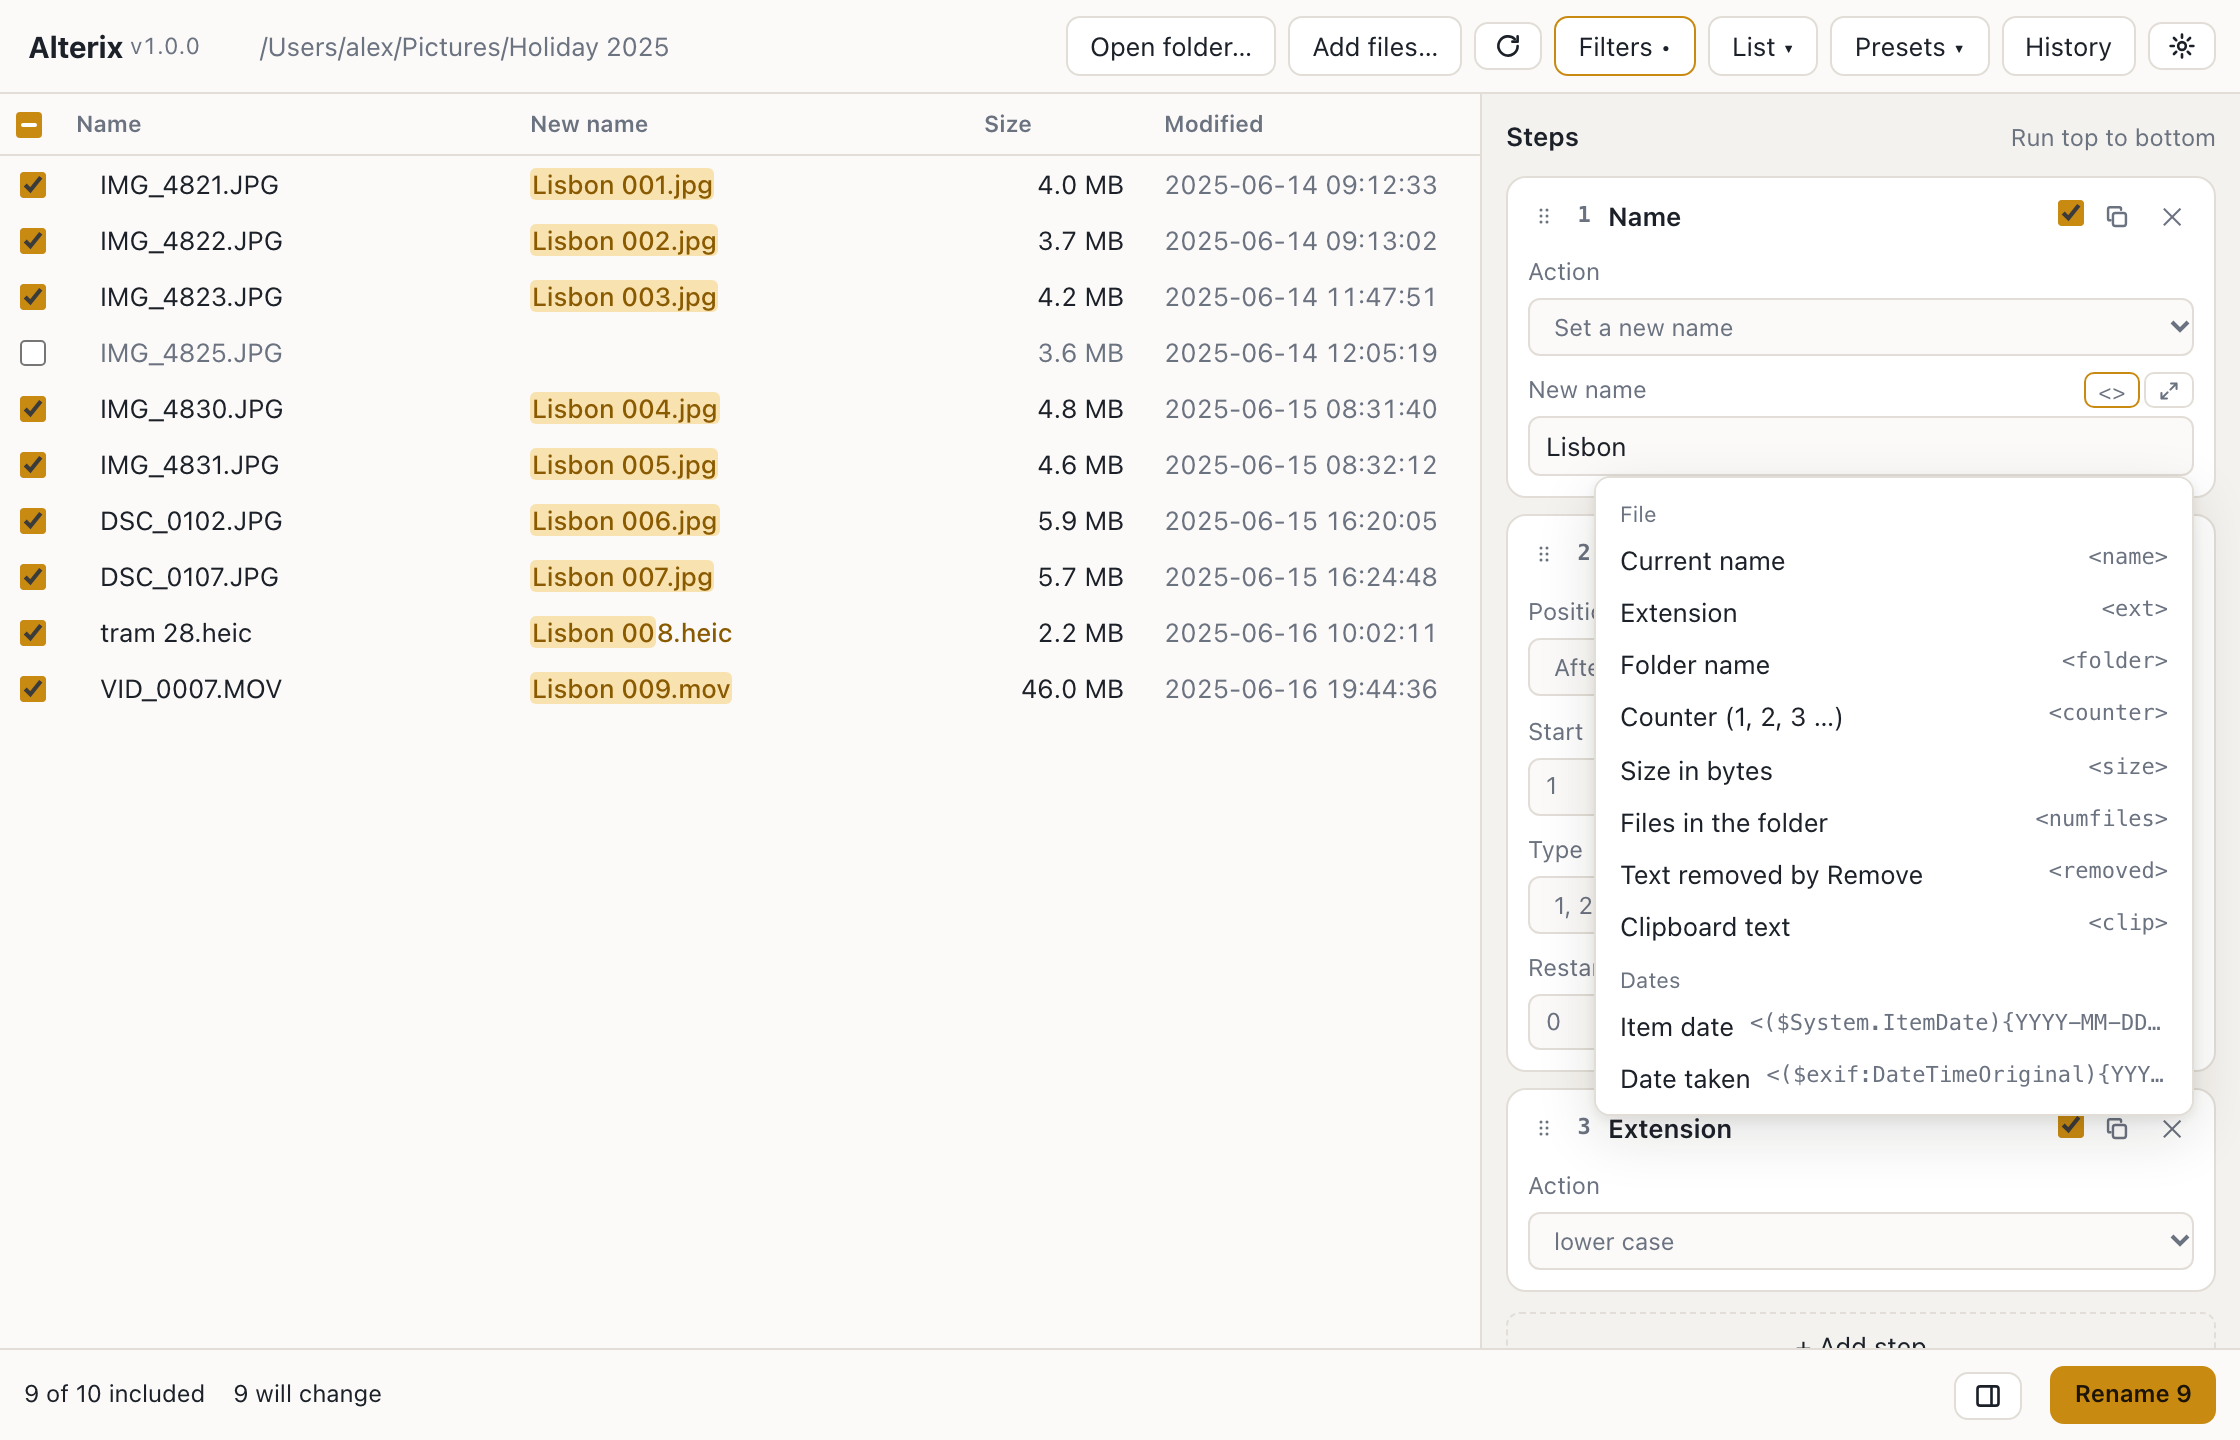 Alterix v1.0.0 /Users/alex/Pictures/Holiday 2025 Open folder... Add files... Filters • List ▾ Presets ▾ History
Name New name Size Modified
IMG_4821.JPG Lisbon 001.jpg 4.0 MB 2025-06-14 09:12:33
IMG_4822.JPG Lisbon 002.jpg 3.7 MB 2025-06-14 09:13:02
IMG_4823.JPG Lisbon 003.jpg 4.2 MB 2025-06-14 11:47:51
IMG_4825.JPG 3.6 MB 2025-06-14 12:05:19
IMG_4830.JPG Lisbon 004.jpg 4.8 MB 2025-06-15 08:31:40
IMG_4831.JPG Lisbon 005.jpg 4.6 MB 2025-06-15 08:32:12
DSC_0102.JPG Lisbon 006.jpg 5.9 MB 2025-06-15 16:20:05
DSC_0107.JPG Lisbon 007.jpg 5.7 MB 2025-06-15 16:24:48
tram 28.heic Lisbon 008.heic 2.2 MB 2025-06-16 10:02:11
VID_0007.MOV Lisbon 009.mov 46.0 MB 2025-06-16 19:44:36
Steps Run top to bottom
1 Name
Action
Set a new name
New name <>
Lisbon
File
2
Current name <name>
Extension <ext>
Folder name <folder>
Counter (1, 2, 3 ...) <counter>
Start
Size in bytes <size>
1
Files in the folder <numfiles>
Type
Text removed by Remove <removed>
1, 2
Clipboard text <clip>
Dates
0
Item date <($System.ItemDate){YYYY-MM-DD…
Date taken <($exif:DateTimeOriginal){YYY…
3 Extension
Action
lower case
+ Add step
9 of 10 included 9 will change Rename 9